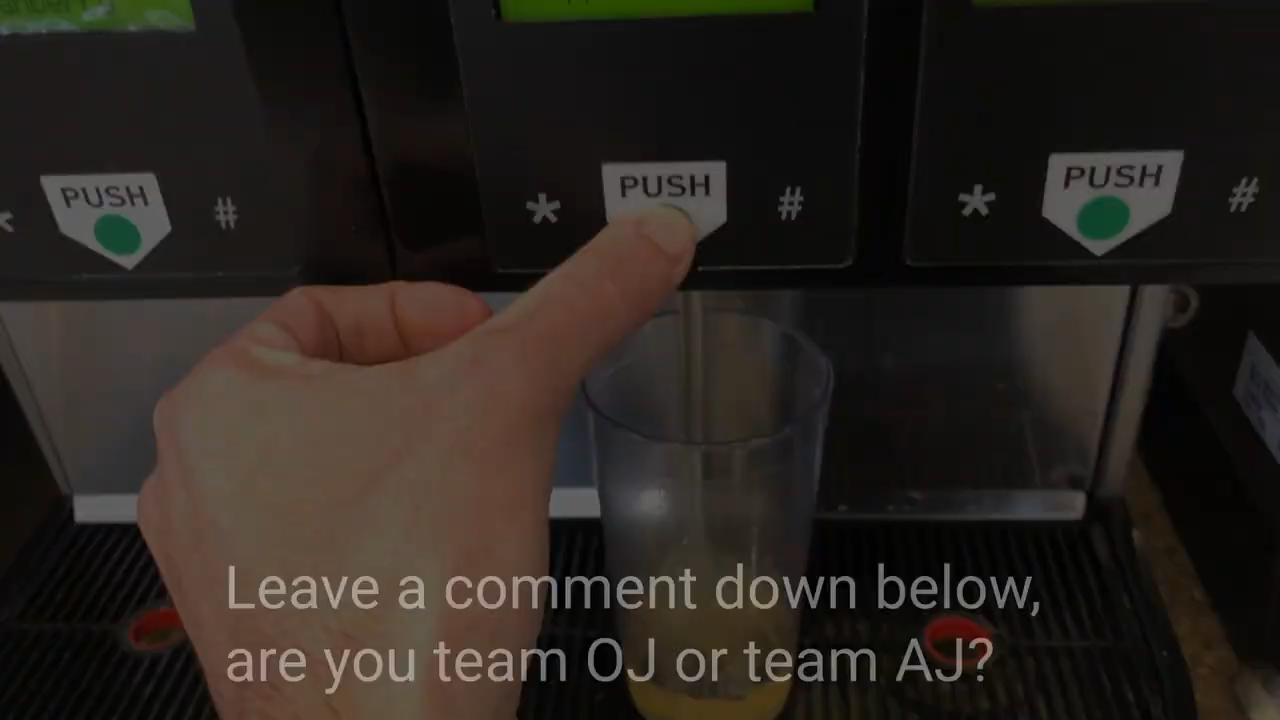 PUSH
#
*
PUSH
#
*
PUSH
#
Leave a comment down below,
are you team OJ or team AJ?